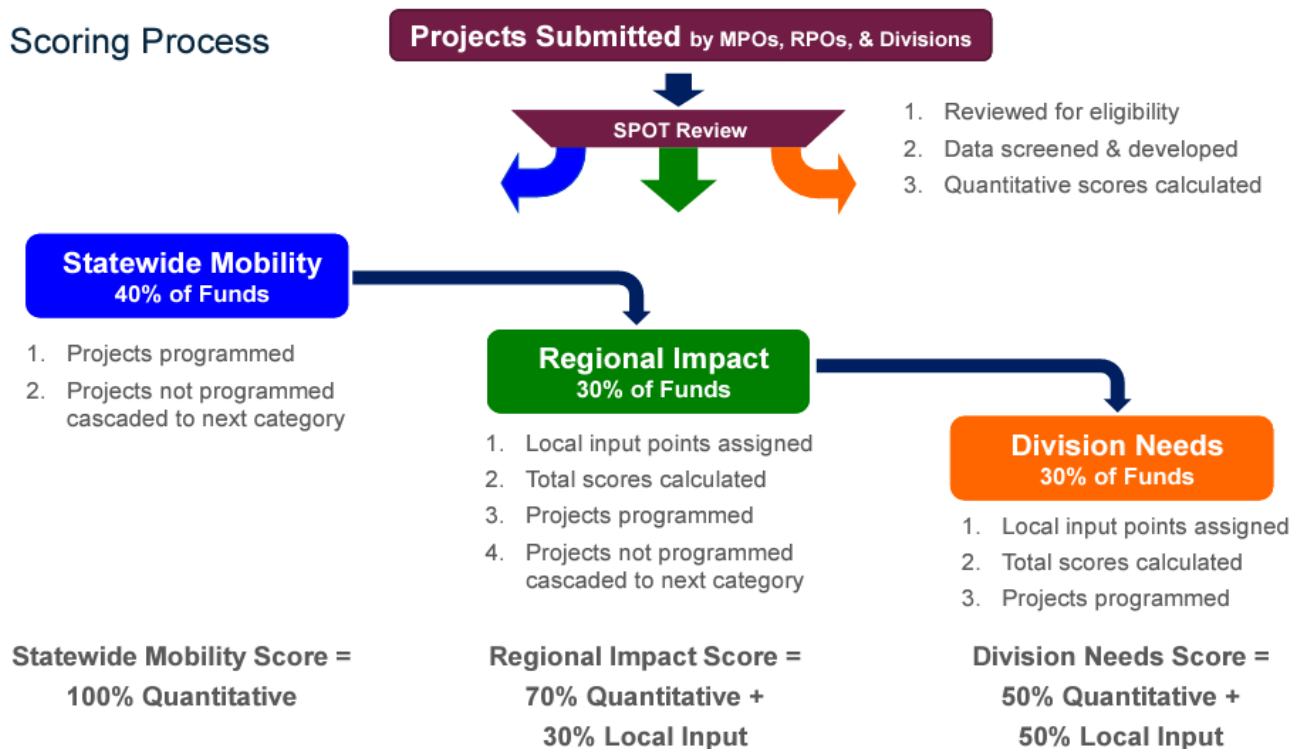 Scoring Process
Projects Submitted by MPOs, RPOs, & Divisions
SPOT Review
1. Reviewed for eligibility
2. Data screened & developed
3. Quantitative scores calculated
Statewide Mobility
40% of Funds
1. Projects programmed
2. Projects not programmed
cascaded to next category
Regional Impact
30% of Funds
1. Local input points assigned
2. Total scores calculated
3. Projects programmed
4. Projects not programmed
cascaded to next category
Division Needs
30% of Funds
1. Local input points assigned
2. Total scores calculated
3. Projects programmed
Statewide Mobility Score =
100% Quantitative
Regional Impact Score =
70% Quantitative +
30% Local Input
Division Needs Score =
50% Quantitative +
50% Local Input